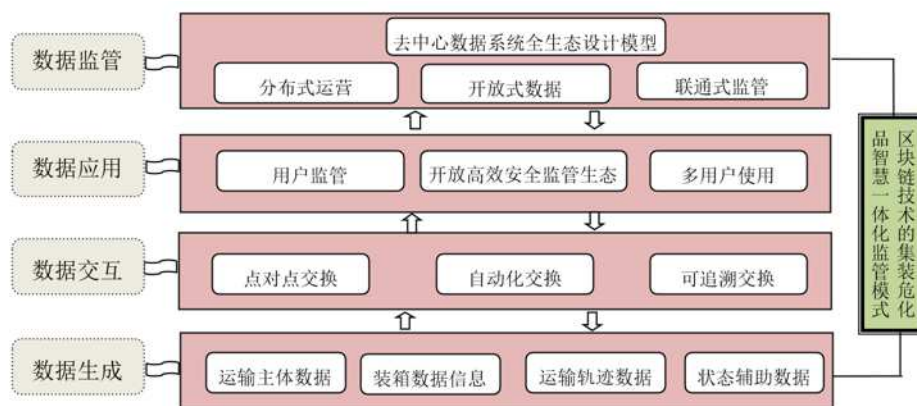 数据监管
去中心数据系统全生态设计模型
分布式运营
开放式数据
联通式监管
数据应用
用户监管
开放高效安全监管生态
多用户使用
数据交互
点对点交换
自动化交换
可追溯交换
数据生成
运输主体数据
装箱数据信息
运输轨迹数据
状态辅助数据
区块链技术的集装危化
品智慧一体化监管模式